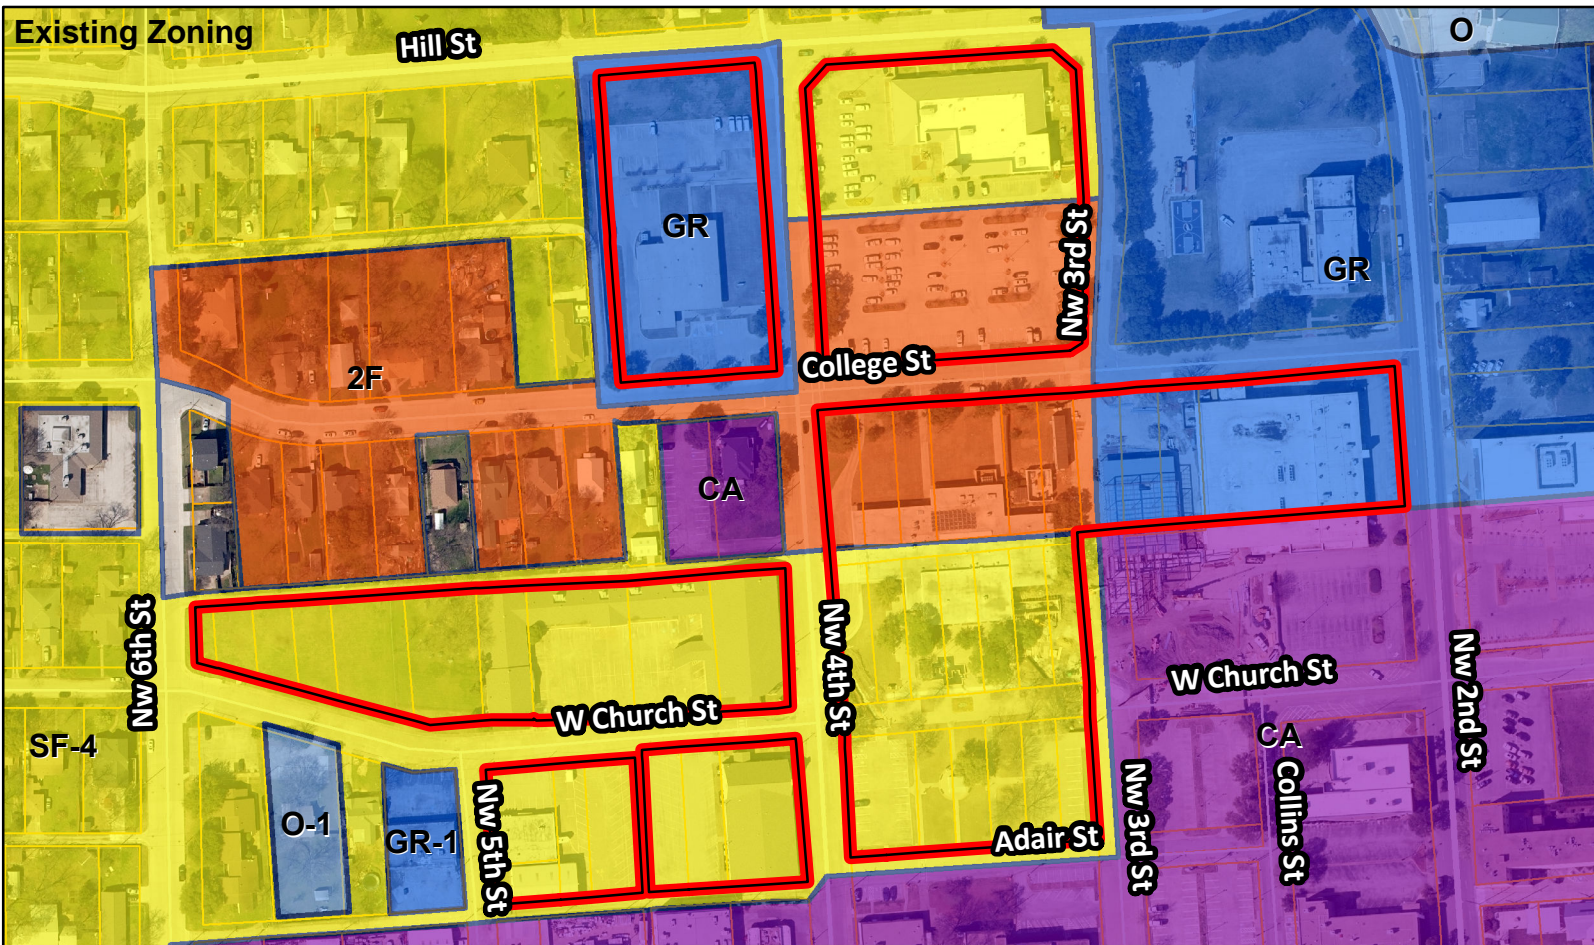 Existing Zoning
Hill St
O
GR
Nw 3rd St
GR
College St
2F
CA
Nw 6th St
Nw 4th St
W Church St
W Church St
Nw 2nd St
SF-4
CA
O-1
GR-1
Nw 5th St
Adair St
Nw 3rd St
Collins St